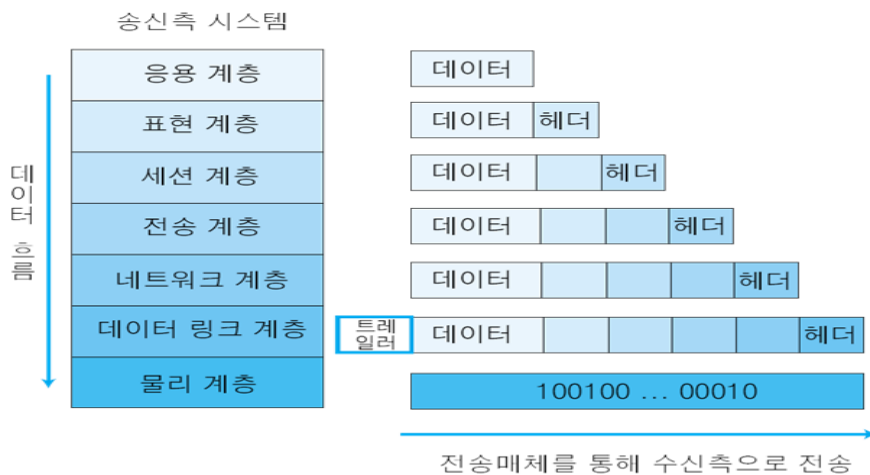 송신측 시스템
데이터 흐름
응용 계층
데이터
표현 계층
데이터 헤더
세션 계층
데이터 헤더
전송 계층
데이터 헤더
네트워크 계층
데이터 헤더
데이터 링크 계층
트레
일러
데이터 헤더
물리 계층
100100 ... 00010
전송매체를 통해 수신측으로 전송